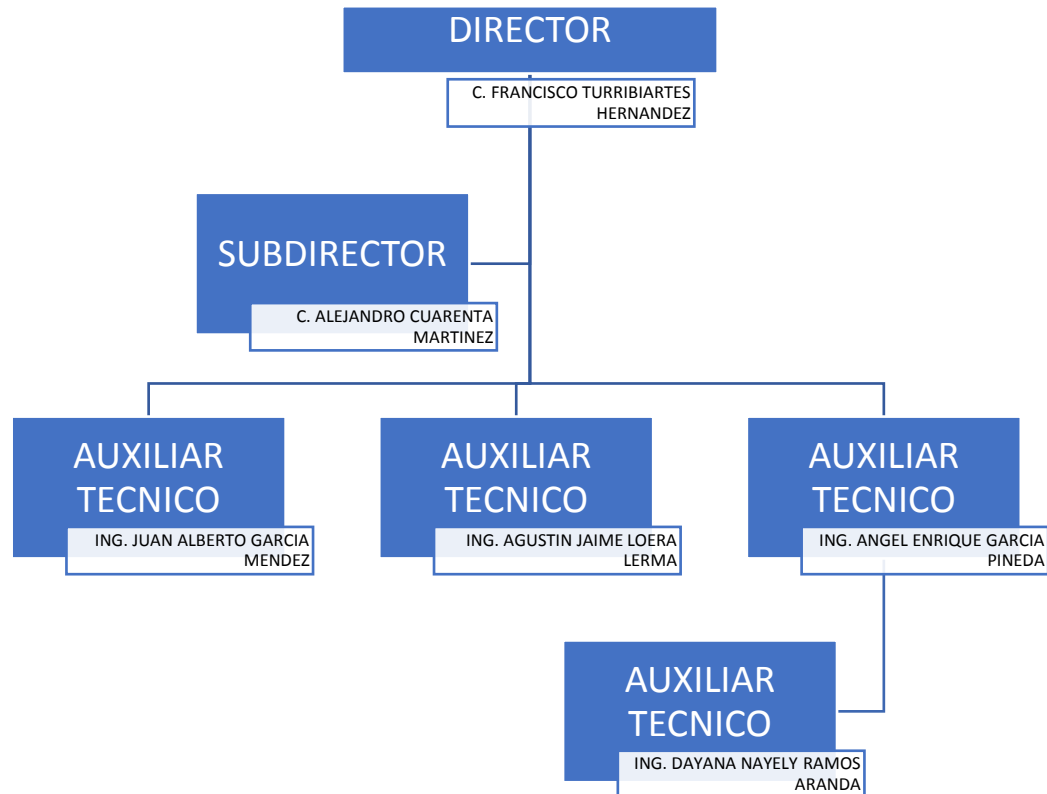 DIRECTOR
C. FRANCISCO TURRIBIARTES
HERNANDEZ
SUBDIRECTOR
C. ALEJANDRO CUARENTA
MARTINEZ
AUXILIAR
TECNICO
ING. JUAN ALBERTO GARCIA
MENDEZ
AUXILIAR
TECNICO
ING. AGUSTIN JAIME LOERA
LERMA
AUXILIAR
TECNICO
ING. ANGEL ENRIQUE GARCIA
PINEDA
AUXILIAR
TECNICO
ING. DAYANA NAYELY RAMOS
ARANDA